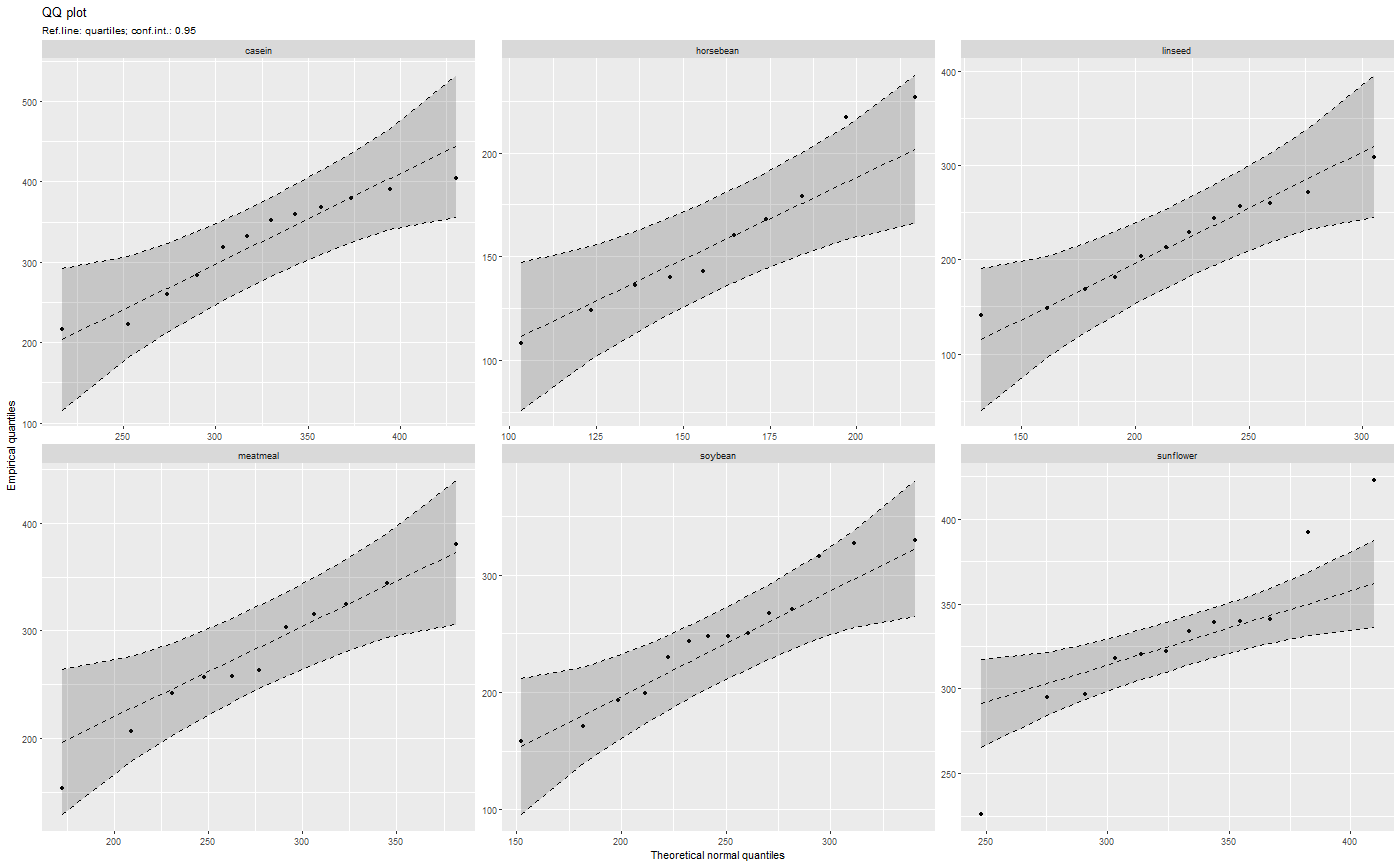 QQ plot
Ref.line: quartiles; conf.int.: 0.95
casein
horsebean
linseed
500
400
300
200
100
200
150
100
400
300
200
100
250 300 350 400
100 125 150 175 200
150 200 250 300
Empirical quantiles
meatmeal
soybean
sunflower
400
300
200
300
200
100
400
350
300
250
200 250 300 350
150 200 250 300
250 300 350 400
Theoretical normal quantiles